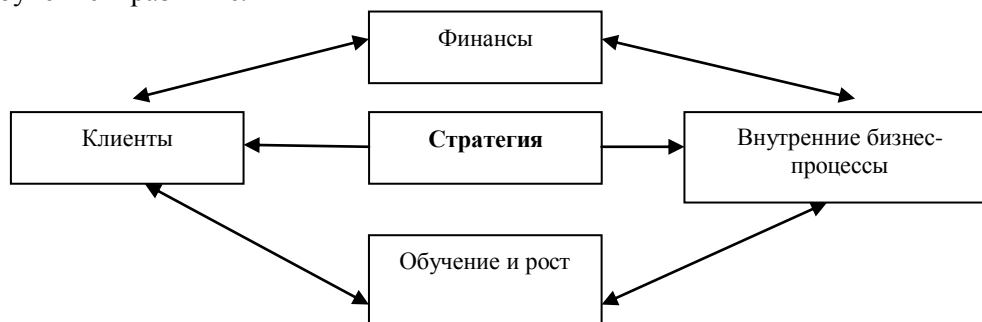 Финансы
Клиенты
Стратегия
Внутренние бизнес-
процессы
Обучение и рост